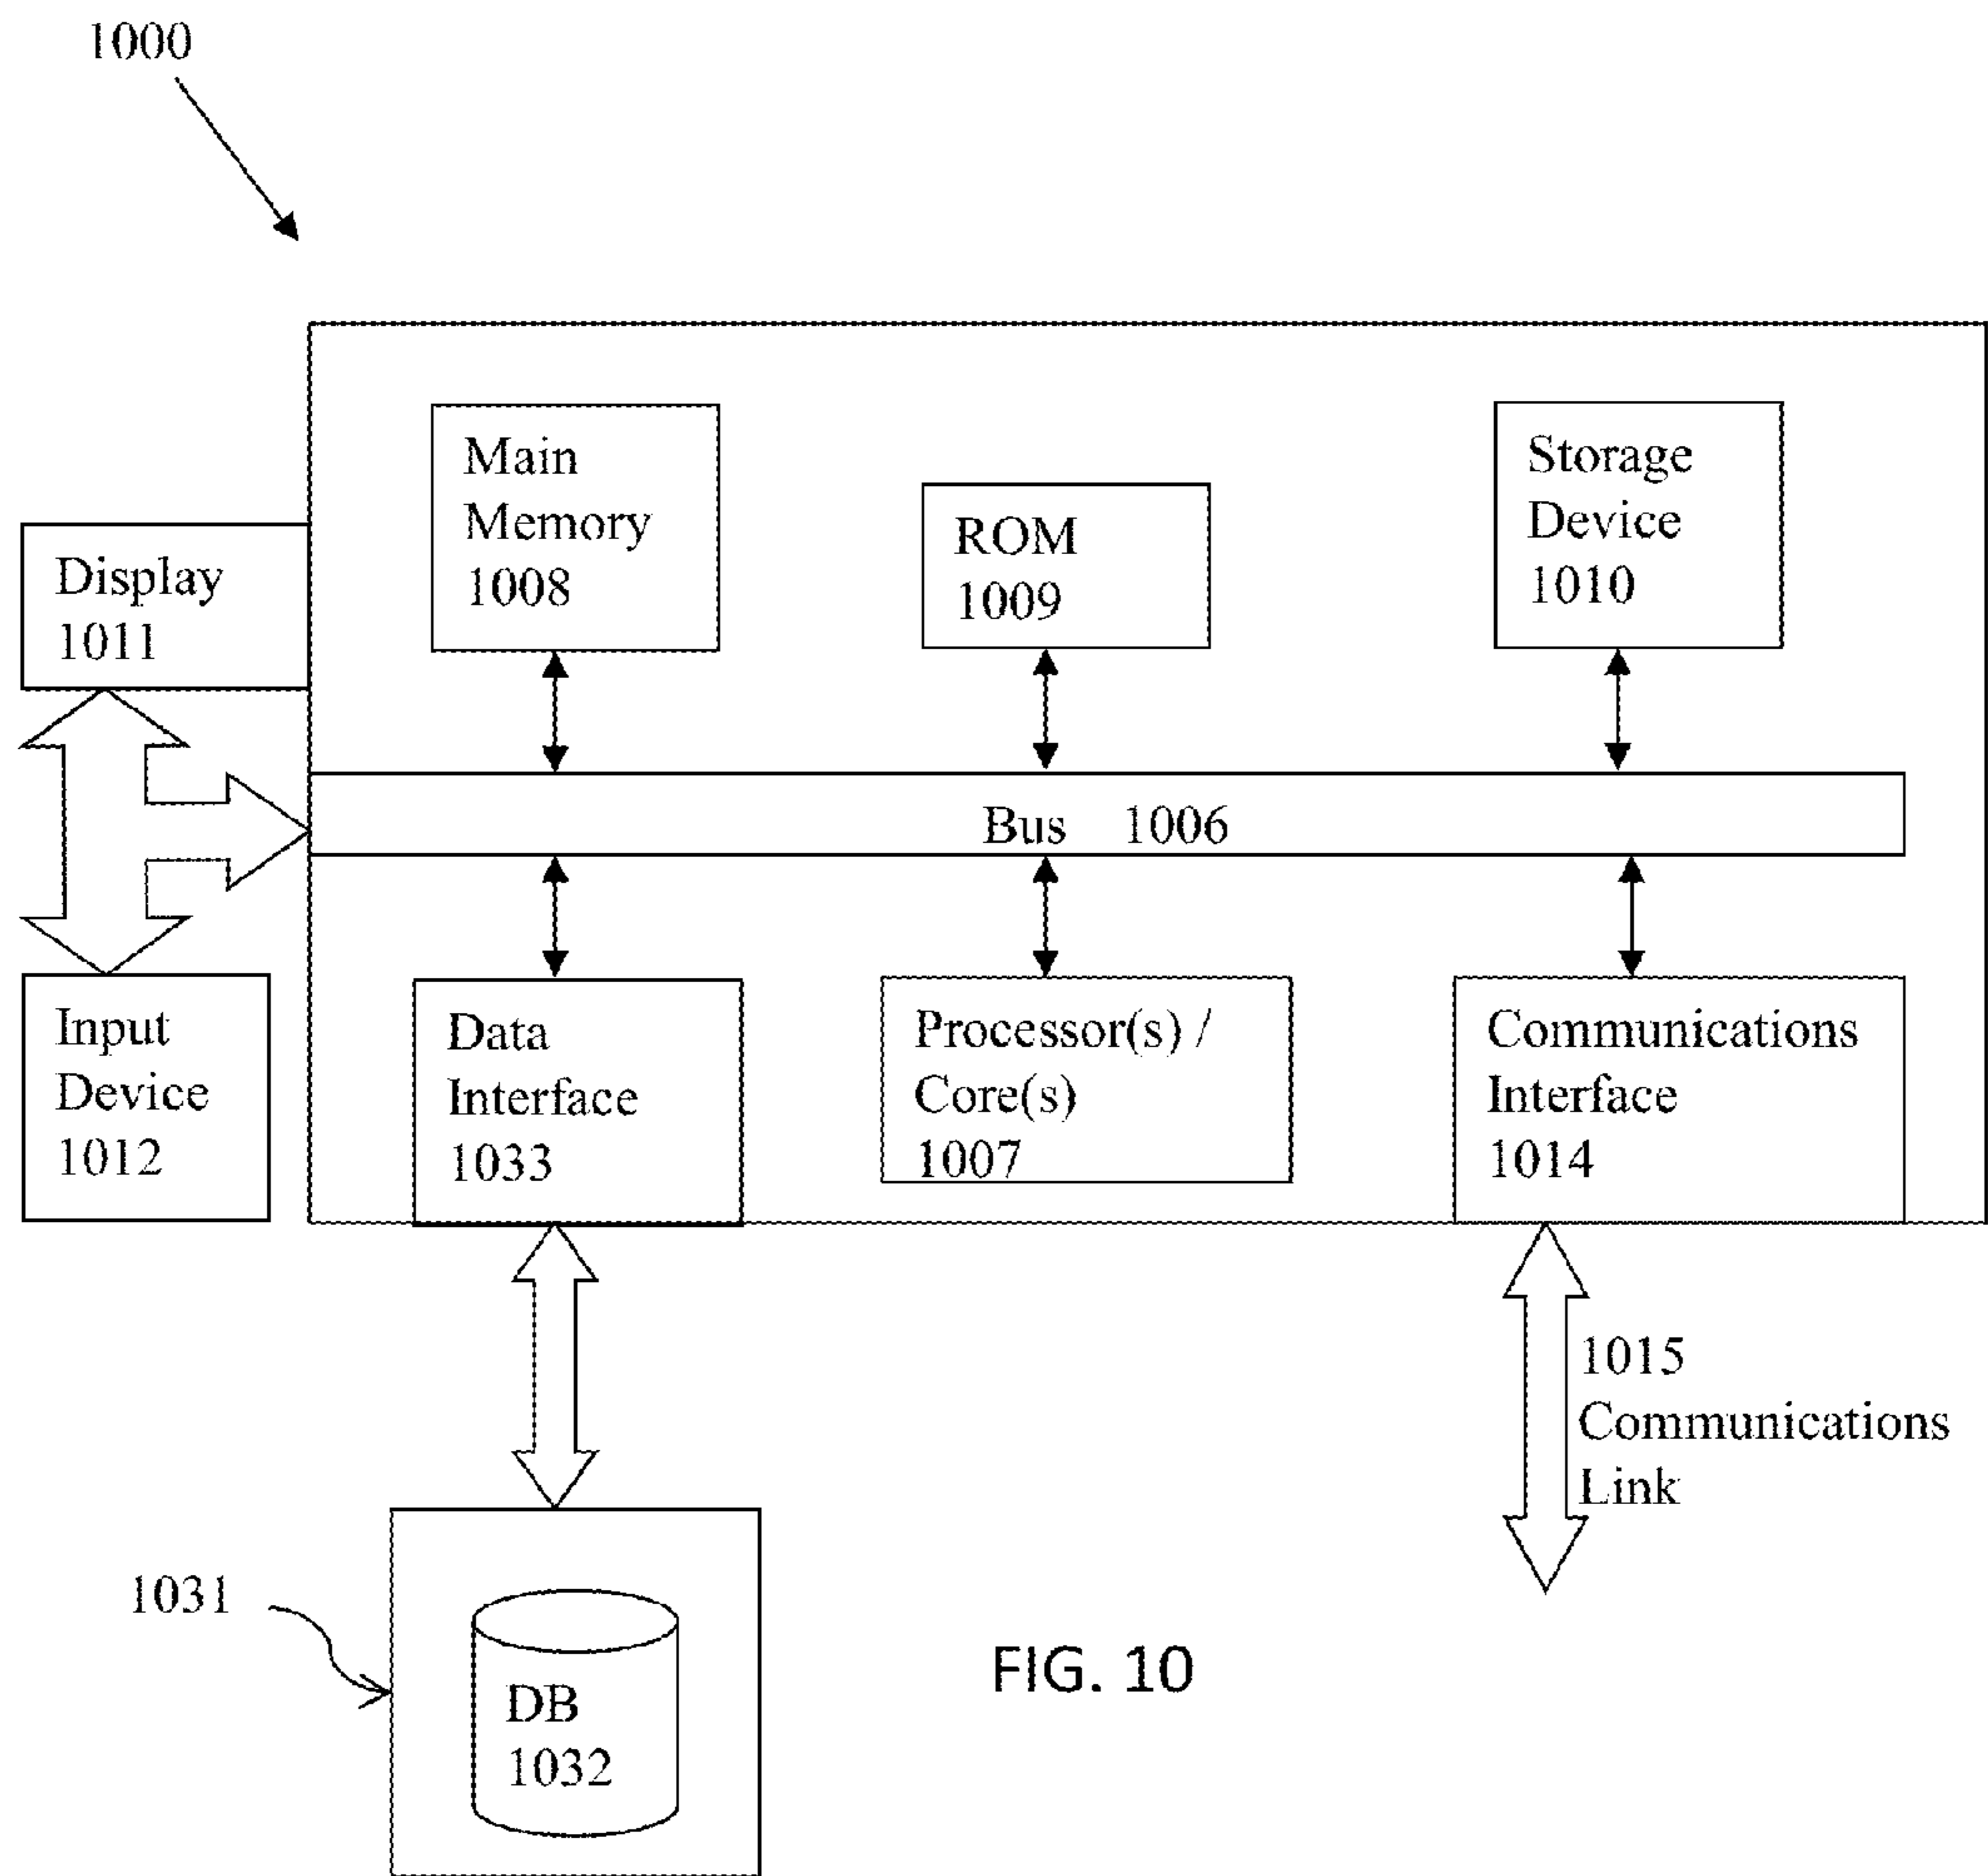 1000
Main
Memory
1008
ROM
1009
Storage
Device
1010
Display
1011
Bus 1006
Input
Device
1012
Data
Interface
1033
Processor(s) /
Core(s)
1007
Communications
Interface
1014
1015
Communications
Link
1031
DB
1032
FIG. 10